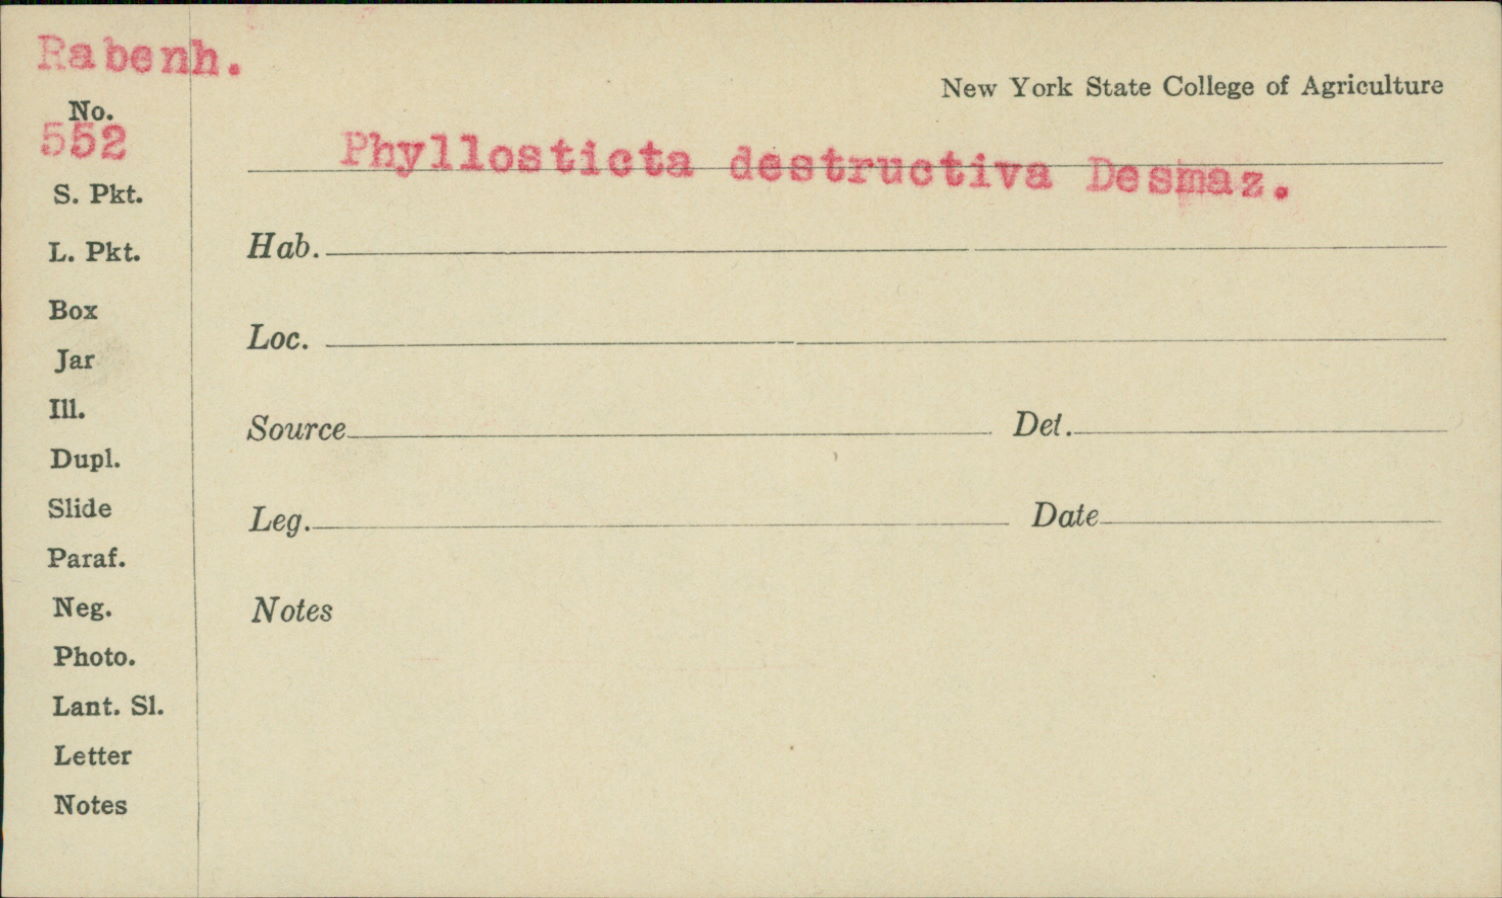 Rabenh.
No.
552
S. Pkt.
L. Pkt.
Box
Jar
Ill.
Dupl.
Slide
Paraf.
Neg.
Photo.
Lant. Sl.
Letter
Notes
New York State College of Agriculture
Phyllosticta destructiva Desmaz.
Hab.
Loc.
Source Det.
Leg. Date
Notes